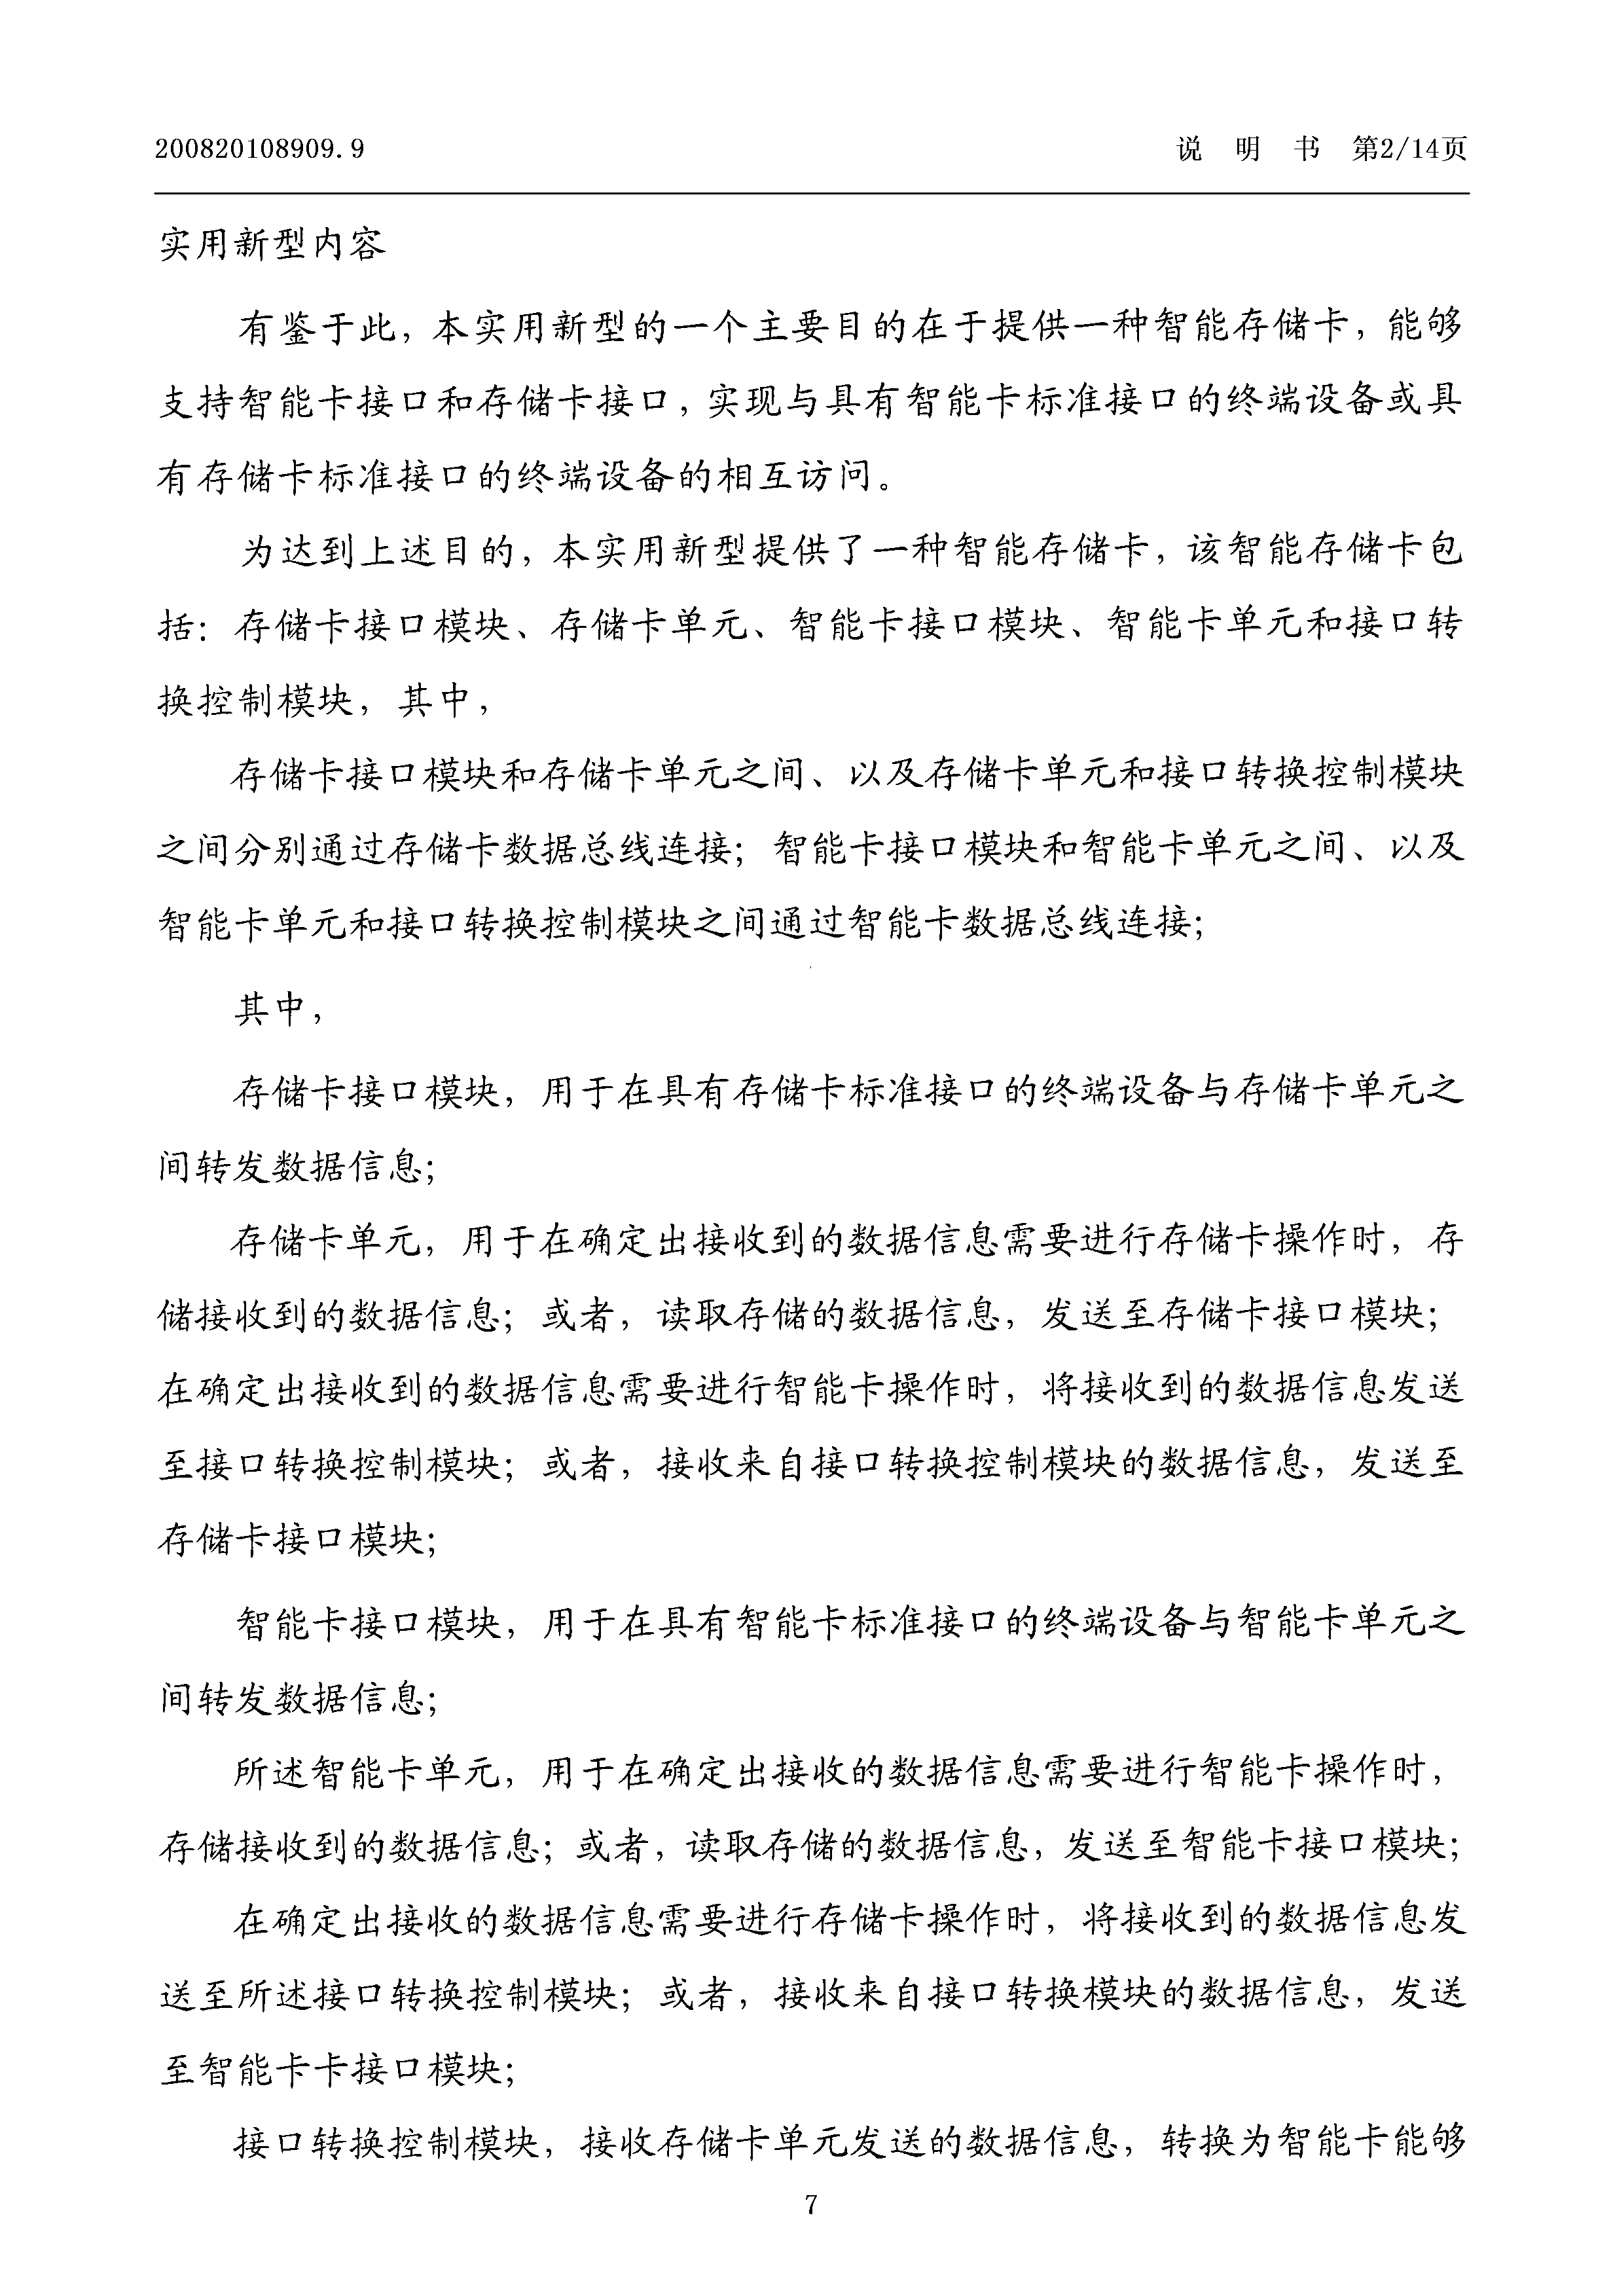 200820108909.9 说 明 书 第2/14页
实用新型内容
有鉴于此，本实用新型的一个主要目的在于提供一种智能存储卡，能够
支持智能卡接口和存储卡接口，实现与具有智能卡标准接口的终端设备或具
有存储卡标准接口的终端设备的相互访问。
为达到上述目的，本实用新型提供了一种智能存储卡，该智能存储卡包
括：存储卡接口模块、存储卡单元、智能卡接口模块、智能卡单元和接口转
换控制模块，其中，
存储卡接口模块和存储卡单元之间、以及存储卡单元和接口转换控制模块
之间分别通过存储卡数据总线连接；智能卡接口模块和智能卡单元之间、以及
智能卡单元和接口转换控制模块之间通过智能卡数据总线连接；
其中，
存储卡接口模块，用于在具有存储卡标准接口的终端设备与存储卡单元之
间转发数据信息；
存储卡单元，用于在确定出接收到的数据信息需要进行存储卡操作时，存
储接收到的数据信息；或者，读取存储的数据信息，发送至存储卡接口模块；
在确定出接收到的数据信息需要进行智能卡操作时，将接收到的数据信息发送
至接口转换控制模块；或者，接收来自接口转换控制模块的数据信息，发送至
存储卡接口模块；
智能卡接口模块，用于在具有智能卡标准接口的终端设备与智能卡单元之
间转发数据信息；
所述智能卡单元，用于在确定出接收的数据信息需要进行智能卡操作时，
存储接收到的数据信息；或者，读取存储的数据信息，发送至智能卡接口模块；
在确定出接收的数据信息需要进行存储卡操作时，将接收到的数据信息发
送至所述接口转换控制模块；或者，接收来自接口转换模块的数据信息，发送
至智能卡卡接口模块；
接口转换控制模块，接收存储卡单元发送的数据信息，转换为智能卡能够
7